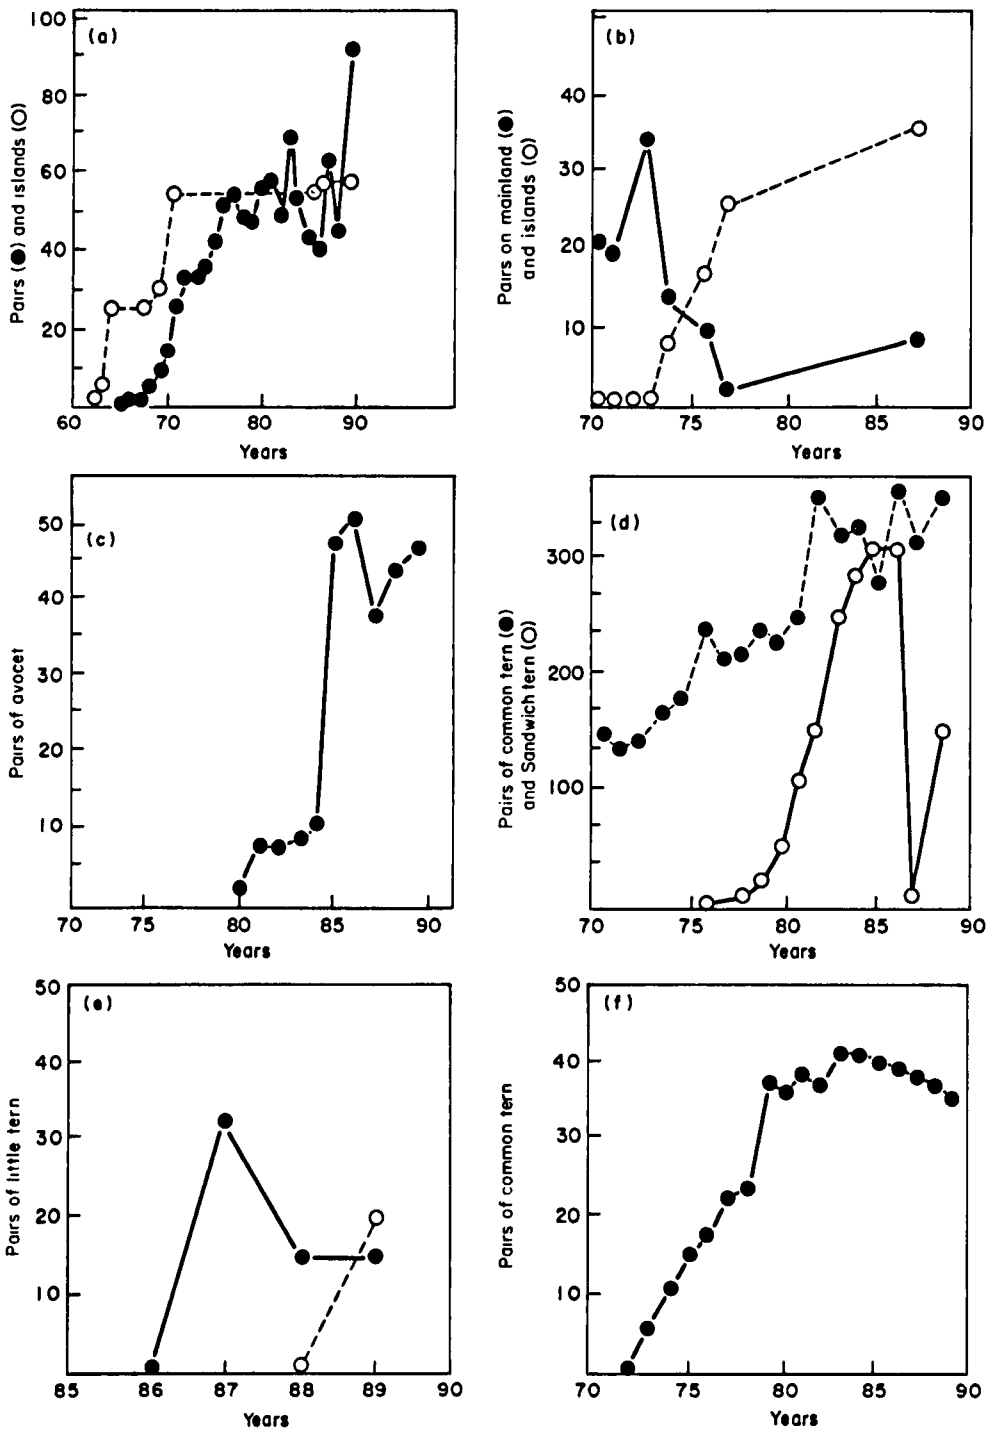 (a)
100
80
60
40
20
60 70 80 90
Years
Pairs (●) and islands (○)
(b)
40
30
20
10
70 75 80 85 90
Years
Pairs on mainland (●)
and islands (○)
(c)
50
40
30
20
10
70 75 80 85 90
Years
Pairs of avocet
(d)
300
200
100
70 75 80 85 90
Years
Pairs of common tern (●)
and Sandwich tern (○)
(e)
50
40
30
20
10
85 86 87 88 89 90
Years
Pairs of little tern
(f)
50
40
30
20
10
70 75 80 85 90
Years
Pairs of common tern